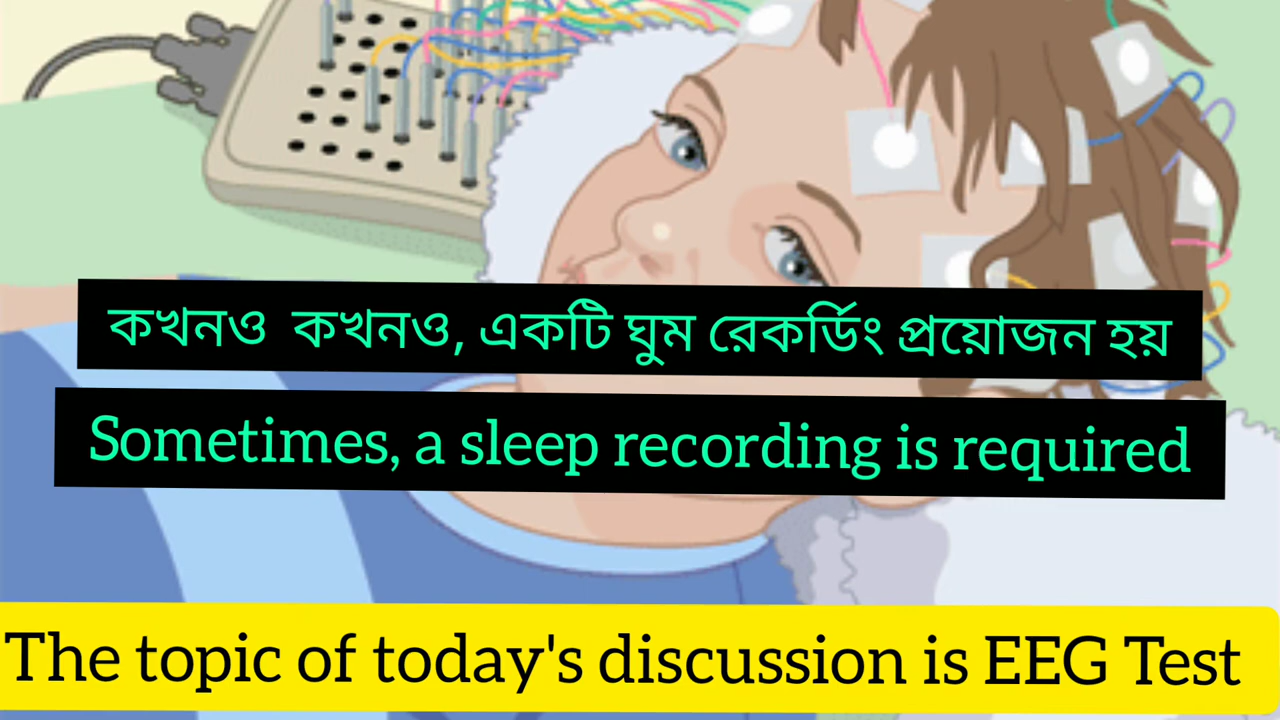 কখনও  কখনও, একটি ঘুম রেকর্ডিং প্রয়োজন হয়
Sometimes, a sleep recording is required
The topic of today's discussion is EEG Test